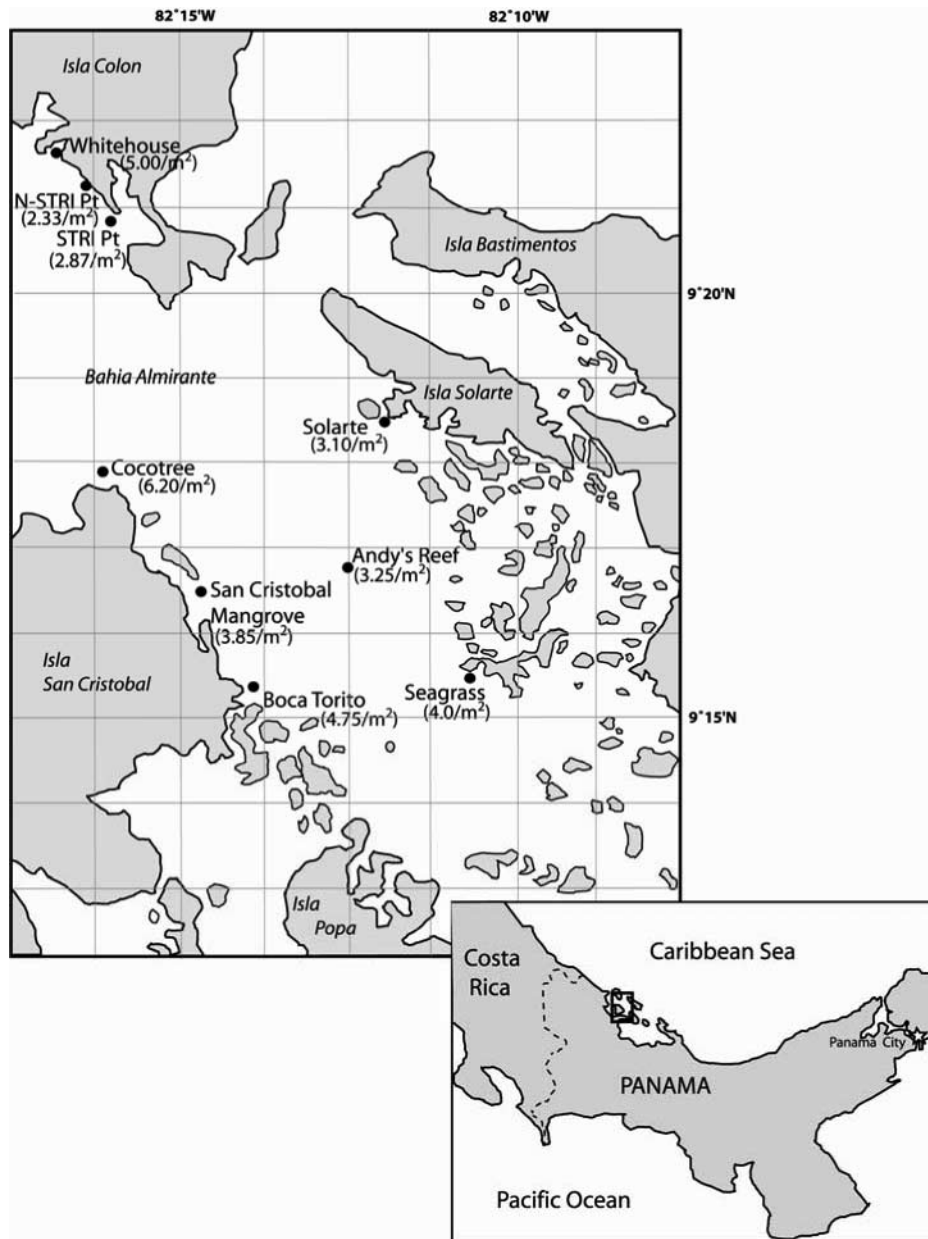 82°15'W
82°10'W
Isla Colon
Whitehouse
(5.00/m²)
N-STRI Pt
(2.33/m²)
STRI Pt
(2.87/m²)
Isla Bastimentos
9°20'N
Bahia Almirante
Isla Solarte
Solarte
(3.10/m²)
Cocotree
(6.20/m²)
Andy's Reef
(3.25/m²)
San Cristobal
Mangrove
(3.85/m²)
Isla
San Cristobal
Boca Torito
(4.75/m²)
Seagrass
(4.0/m²)
9°15'N
Isla
Popa
Costa
Rica
Caribbean Sea
Panama City
PANAMA
Pacific Ocean